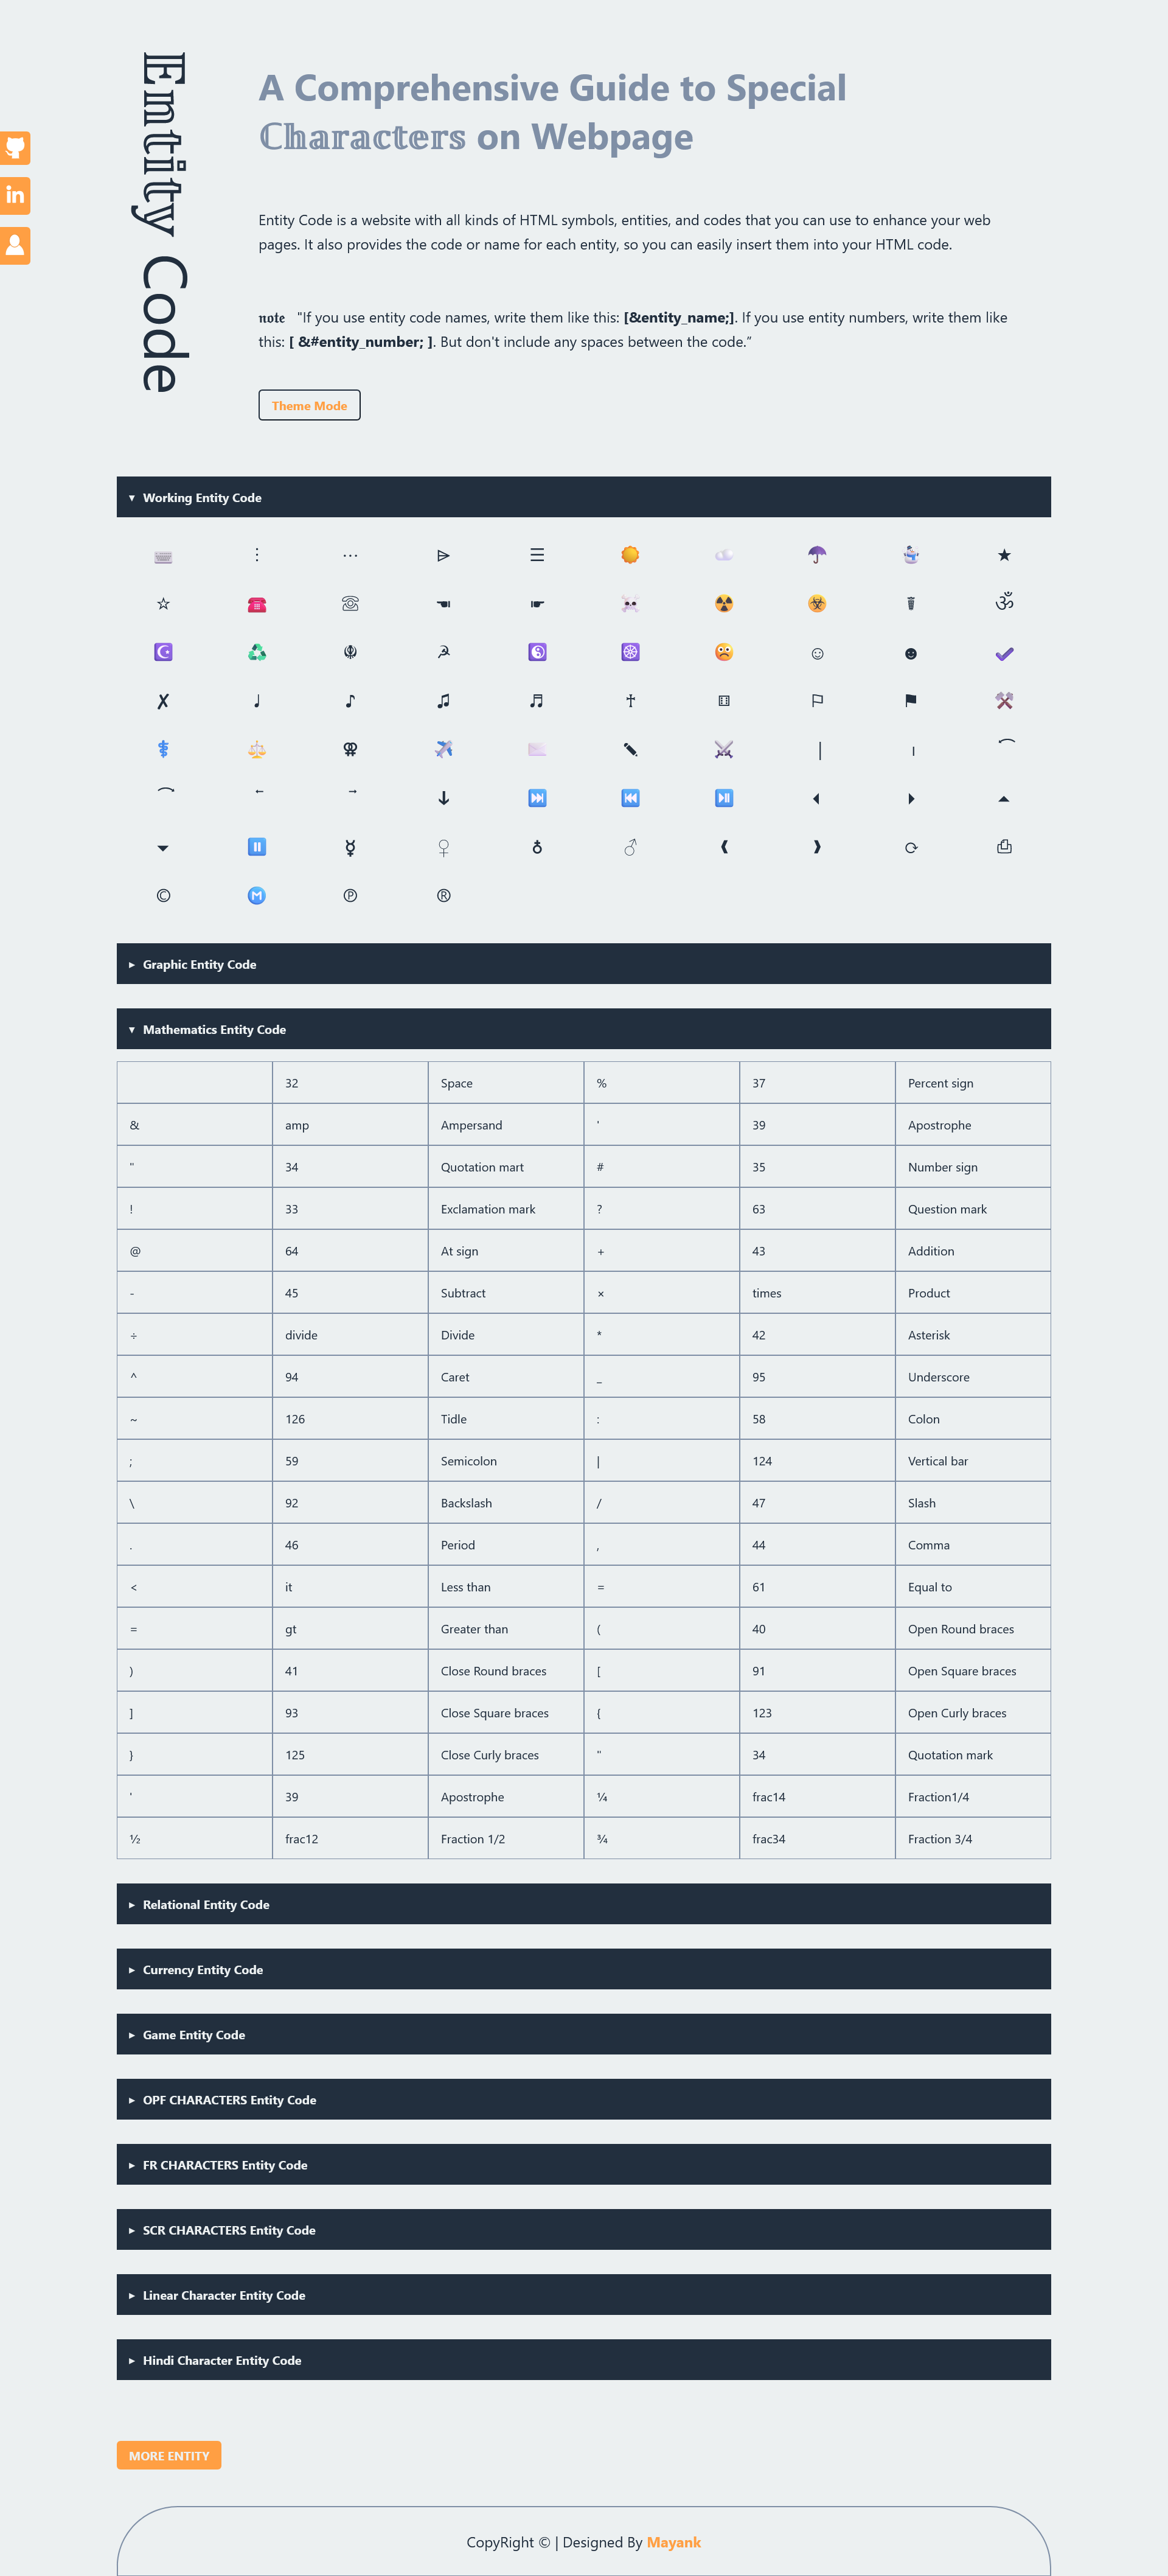 𝔼𝕟𝕥𝕚𝕥𝕪 Code
A Comprehensive Guide to Special
ℂ𝕙𝕒𝕣𝕒𝕔𝕥𝕖𝕣𝕤 on Webpage
Entity Code is a website with all kinds of HTML symbols, entities, and codes that you can use to enhance your web
pages. It also provides the code or name for each entity, so you can easily insert them into your HTML code.
𝖓𝖔𝖙𝖊 "If you use entity code names, write them like this: [&entity_name;]. If you use entity numbers, write them like
this: [ &#entity_number; ]. But don't include any spaces between the code.”
Theme Mode
▾ Working Entity Code
© Ⓜ ℗ ®
▸ Graphic Entity Code
▾ Mathematics Entity Code
32 Space % 37 Percent sign
& amp Ampersand ' 39 Apostrophe
" 34 Quotation mart # 35 Number sign
! 33 Exclamation mark ? 63 Question mark
@ 64 At sign + 43 Addition
- 45 Subtract × times Product
÷ divide Divide * 42 Asterisk
^ 94 Caret _ 95 Underscore
~ 126 Tidle : 58 Colon
; 59 Semicolon | 124 Vertical bar
\ 92 Backslash / 47 Slash
. 46 Period , 44 Comma
< it Less than = 61 Equal to
= gt Greater than ( 40 Open Round braces
) 41 Close Round braces [ 91 Open Square braces
] 93 Close Square braces { 123 Open Curly braces
} 125 Close Curly braces " 34 Quotation mark
' 39 Apostrophe ¼ frac14 Fraction1/4
½ frac12 Fraction 1/2 ¾ frac34 Fraction 3/4
▸ Relational Entity Code
▸ Currency Entity Code
▸ Game Entity Code
▸ OPF CHARACTERS Entity Code
▸ FR CHARACTERS Entity Code
▸ SCR CHARACTERS Entity Code
▸ Linear Character Entity Code
▸ Hindi Character Entity Code
MORE ENTITY
CopyRight © | Designed By Mayank